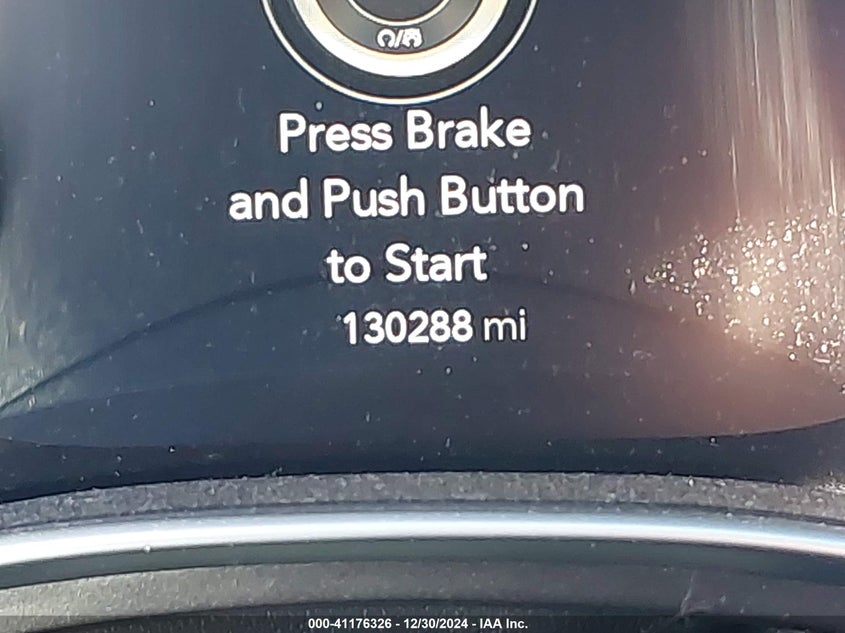 Press Brake
and Push Button
to Start
130288 mi
000-41176326 - 12/30/2024 - IAA Inc.